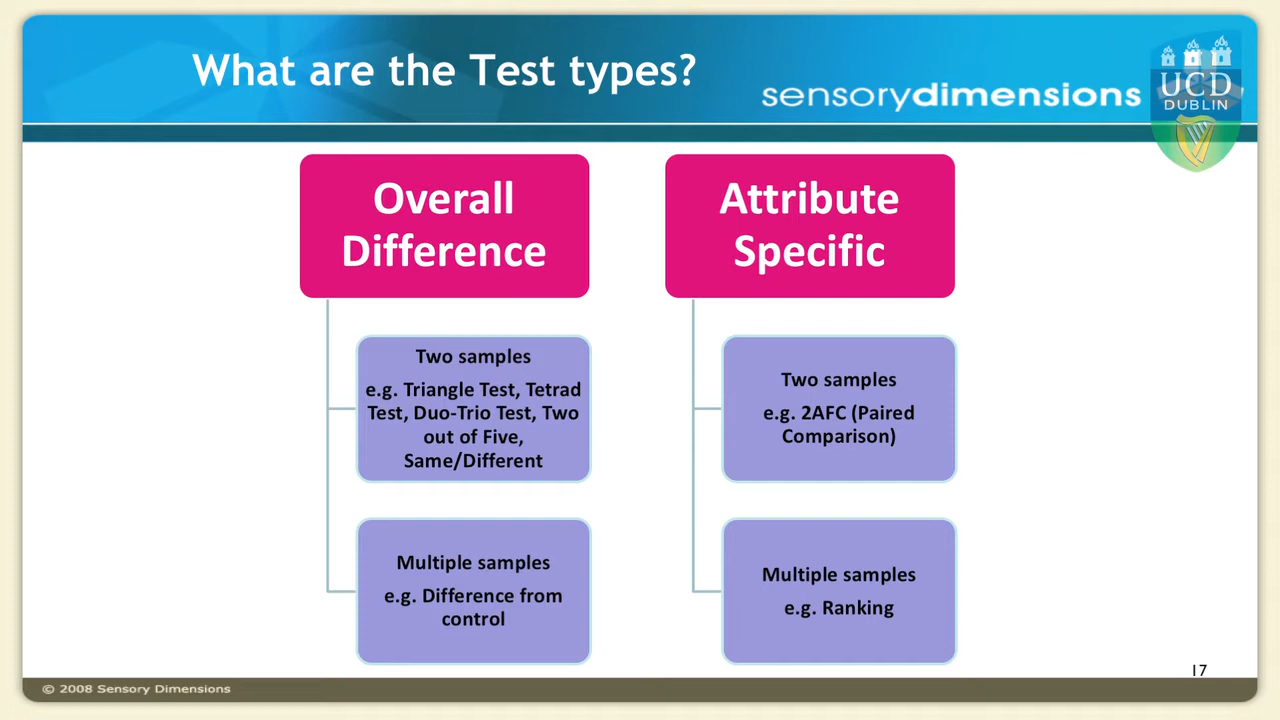 What are the Test types?
sensorydimensions
UCD
DUBLIN
Overall
Difference
Two samples
e.g. Triangle Test, Tetrad
Test, Duo-Trio Test, Two
out of Five,
Same/Different
Multiple samples
e.g. Difference from
control
Attribute
Specific
Two samples
e.g. 2AFC (Paired
Comparison)
Multiple samples
e.g. Ranking
17
© 2008 Sensory Dimensions